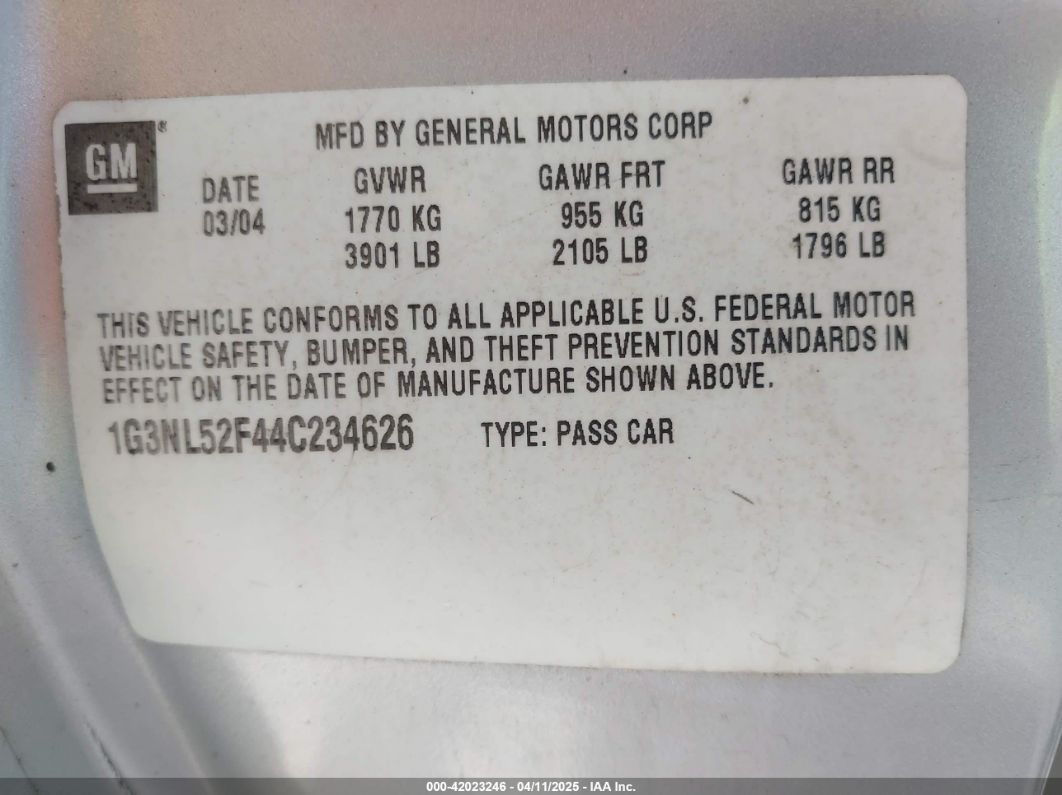 GM®
MFD BY GENERAL MOTORS CORP
DATE GVWR GAWR FRT GAWR RR
03/04 1770 KG 955 KG 815 KG
3901 LB 2105 LB 1796 LB
THIS VEHICLE CONFORMS TO ALL APPLICABLE U.S. FEDERAL MOTOR
VEHICLE SAFETY, BUMPER, AND THEFT PREVENTION STANDARDS IN
EFFECT ON THE DATE OF MANUFACTURE SHOWN ABOVE.
1G3NL52F44C234626 TYPE: PASS CAR
000-42023246 - 04/11/2025 - IAA Inc.